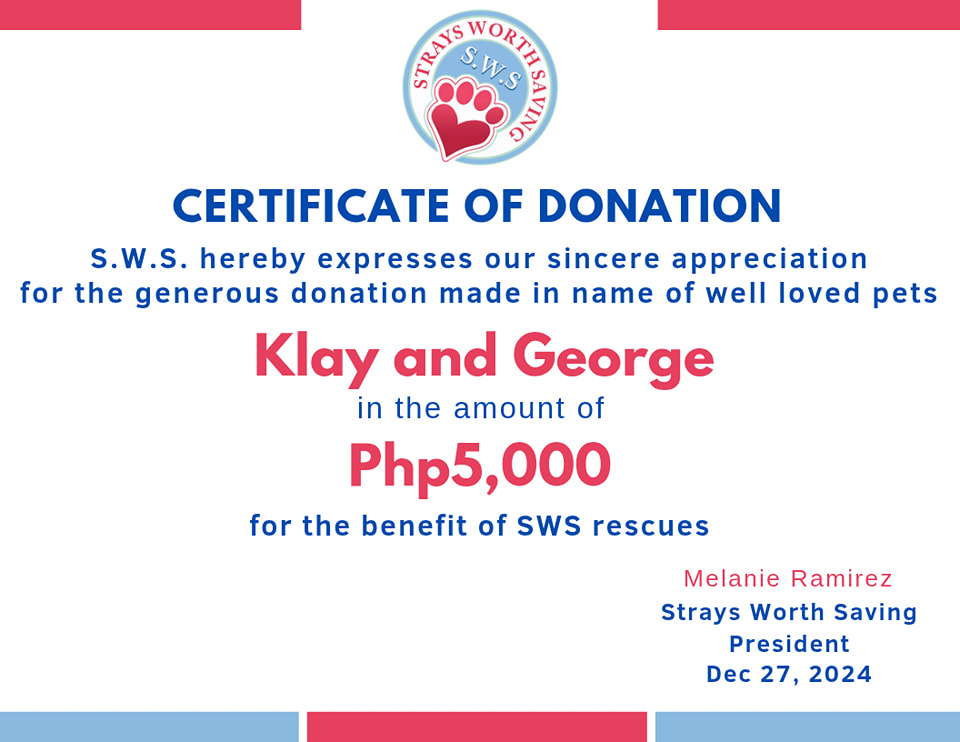 STRAYS WORTH SAVING
S.W.S
CERTIFICATE OF DONATION
S.W.S. hereby expresses our sincere appreciation
for the generous donation made in name of well loved pets
Klay and George
in the amount of
Php5,000
for the benefit of SWS rescues
Melanie Ramirez
Strays Worth Saving
President
Dec 27, 2024